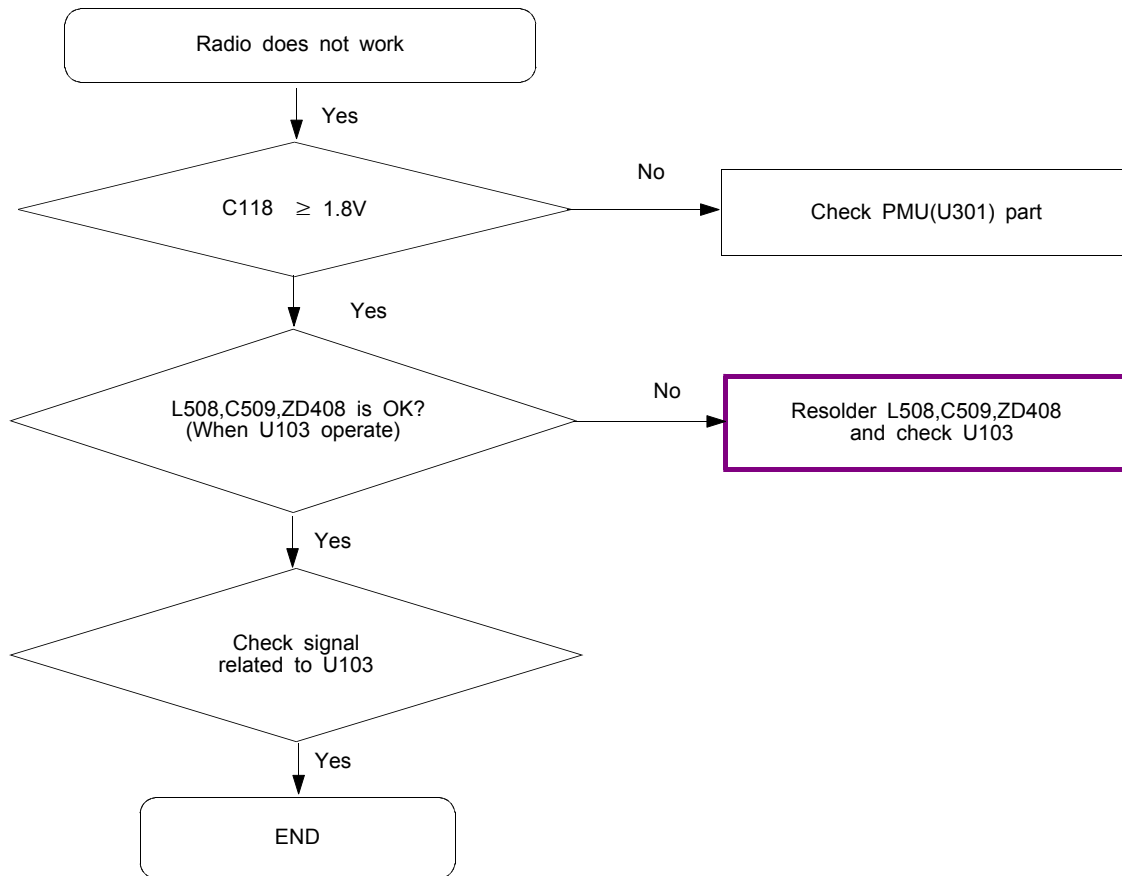 Radio does not work
Yes
C118 ≥ 1.8V
No
Check PMU(U301) part
Yes
L508,C509,ZD408 is OK?
(When U103 operate)
No
Resolder L508,C509,ZD408
and check U103
Yes
Check signal
related to U103
Yes
END